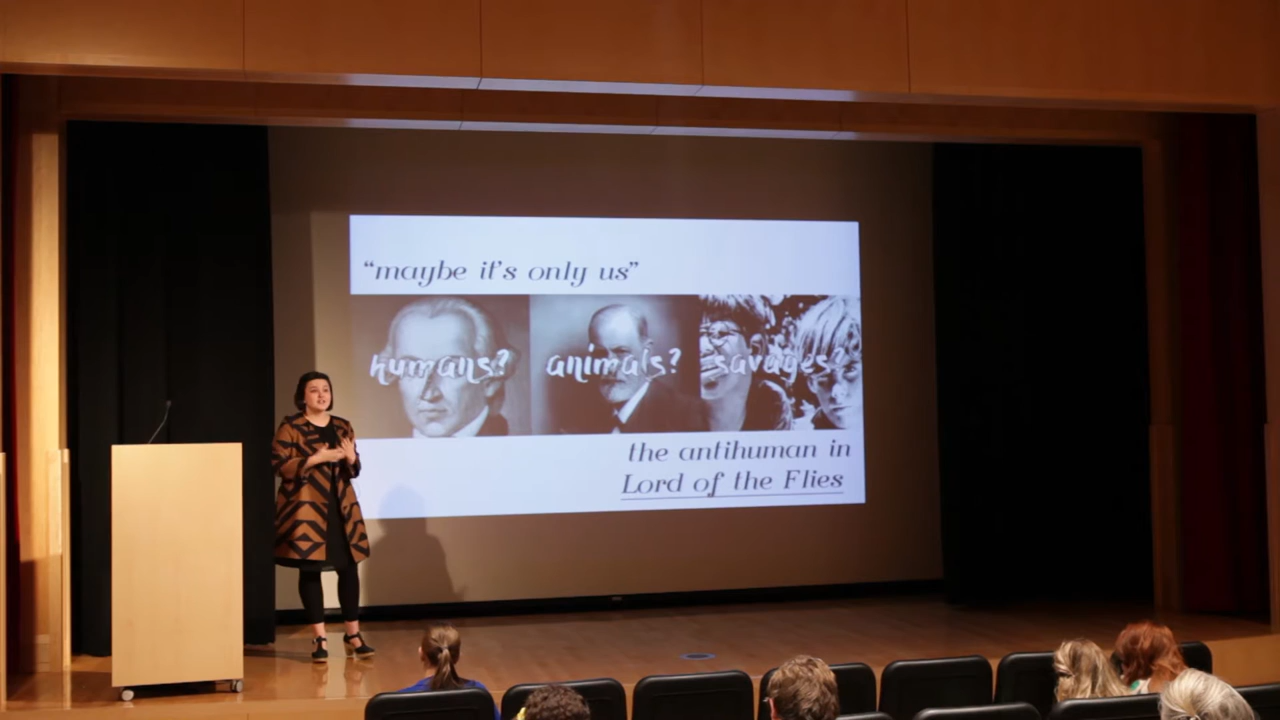 “maybe it's only us”
humans? animals? savages?
the antihuman in
Lord of the Flies